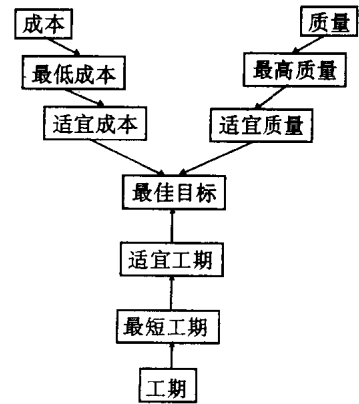 成本
质量
最低成本
最高质量
适宜成本
适宜质量
最佳目标
适宜工期
最短工期
工期